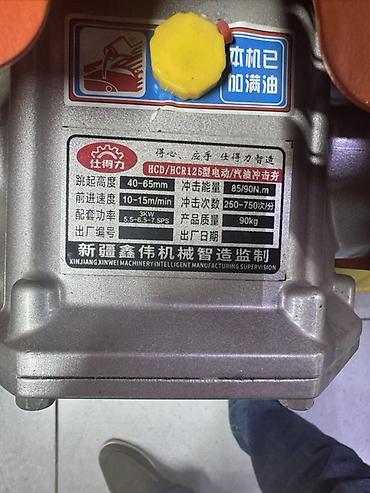 本机已
加满油
仕得力
得心 应手 仕得力智造
HCD/HCR125型电动/汽油冲击夯
跳起高度 40-65mm 冲击能量 85/90N.m
前进速度 10-15m/min 冲击次数 250-750次/分
配套功率 3KW 5.5-6.5-7.5PS 产品质量 90kg
出厂编号 出厂日期
新疆鑫伟机械智造监制
XINJIANG XINWEI MACHINERY INTELLIGENT MANUFACTURING SUPERVISION